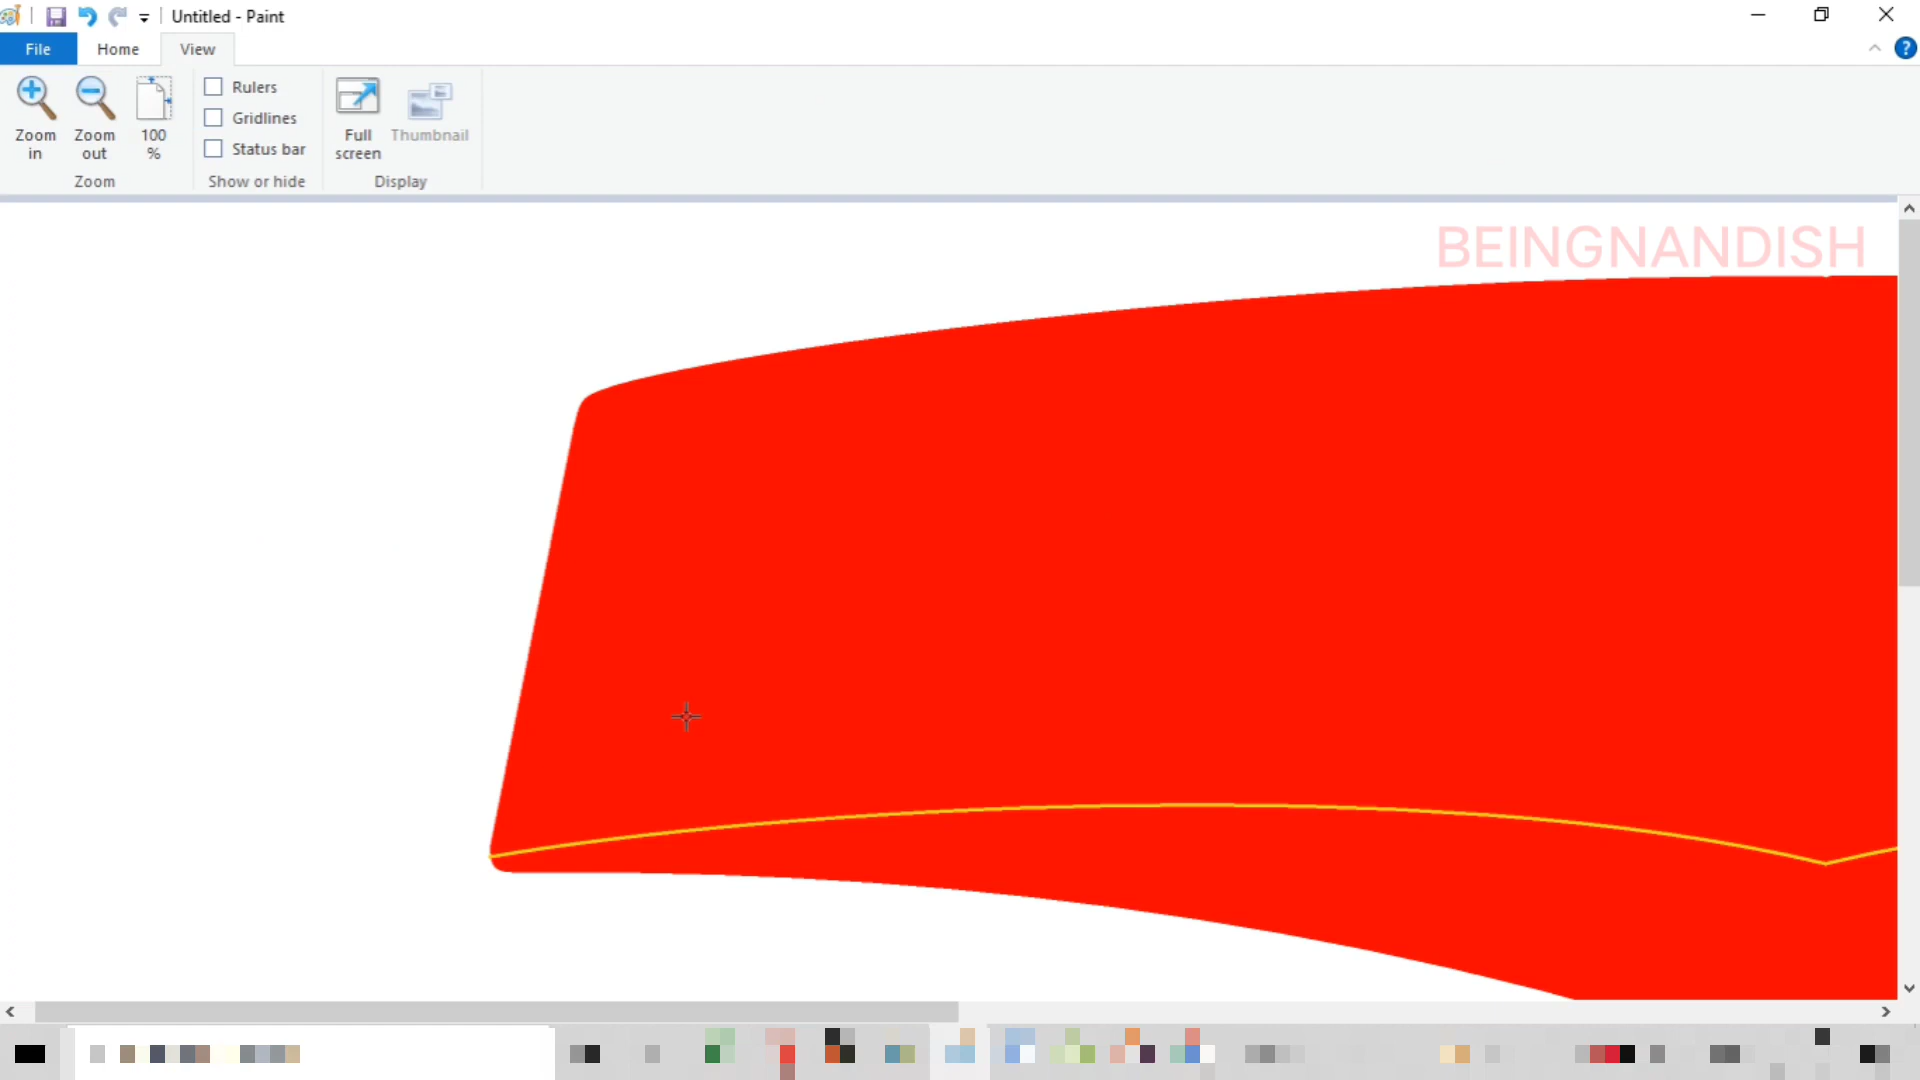 Untitled - Paint
File Home View
Zoom in
Zoom out
100 %
Rulers
Gridlines
Status bar
Full screen
Thumbnail
Zoom
Show or hide
Display
BEINGNANDISH